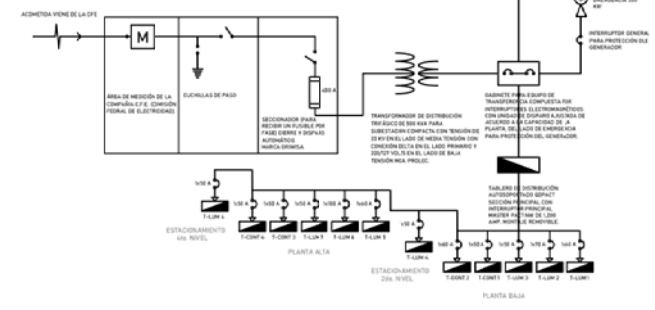 ACOMETIDA VIENE DE LA CFE
M
ÁREA DE MEDICIÓN DE LA
COMPAÑIA C.F.E. (COMISIÓN
FEDERAL DE ELECTRICIDAD).
CUCHILLAS DE PASO
SECCIONADOR (PARA
RECIBIR UN FUSIBLE POR
FASE) CIERRE Y DISPARO
AUTOMÁTICO
MARCA DRIWISA
TRANSFORMADOR DE DISTRIBUCIÓN
TRIFÁSICO DE 500 KVA PARA
SUBESTACIÓN COMPACTA CON TENSIÓN DE
23 KV EN EL LADO DE MEDIA TENSIÓN CON
CONEXIÓN DELTA EN EL LADO PRIMARIO Y
220/127 VOLTS EN EL LADO DE BAJA
TENSIÓN MCA. PROLEC.
KW
INTERRUPTOR GENERAL
PARA PROTECCIÓN DEL
GENERADOR
GABINETE PARA EQUIPO DE
TRANSFERENCIA COMPUESTA POR
INTERRUPTORES ELECTROMAGNÉTICOS
CON UNIDAD DE DISPARO AJUSTADA DE
ACUERDO A LA CAPACIDAD DE LA
PLANTA, DEL LADO DE EMERGENCIA
PARA PROTECCIÓN DEL GENERADOR.
TABLERO DE DISTRIBUCIÓN
AUTOSOPORTADO
SECCIÓN PRINCIPAL CON
INTERRUPTOR PRINCIPAL
MASTER PACT NW DE 1,200
AMP. MONTAJE REMOVIBLE.
T-LUM 4
ESTACIONAMIENTO
4to. NIVEL
T-CONT 4 T-CONT 3 T-LUM 7 T-LUM 6 T-LUM 5
PLANTA ALTA
T-LUM 4
ESTACIONAMIENTO
2do. NIVEL
T-CONT 2 T-CONT 1 T-LUM 3 T-LUM 2 T-LUM 1
PLANTA BAJA